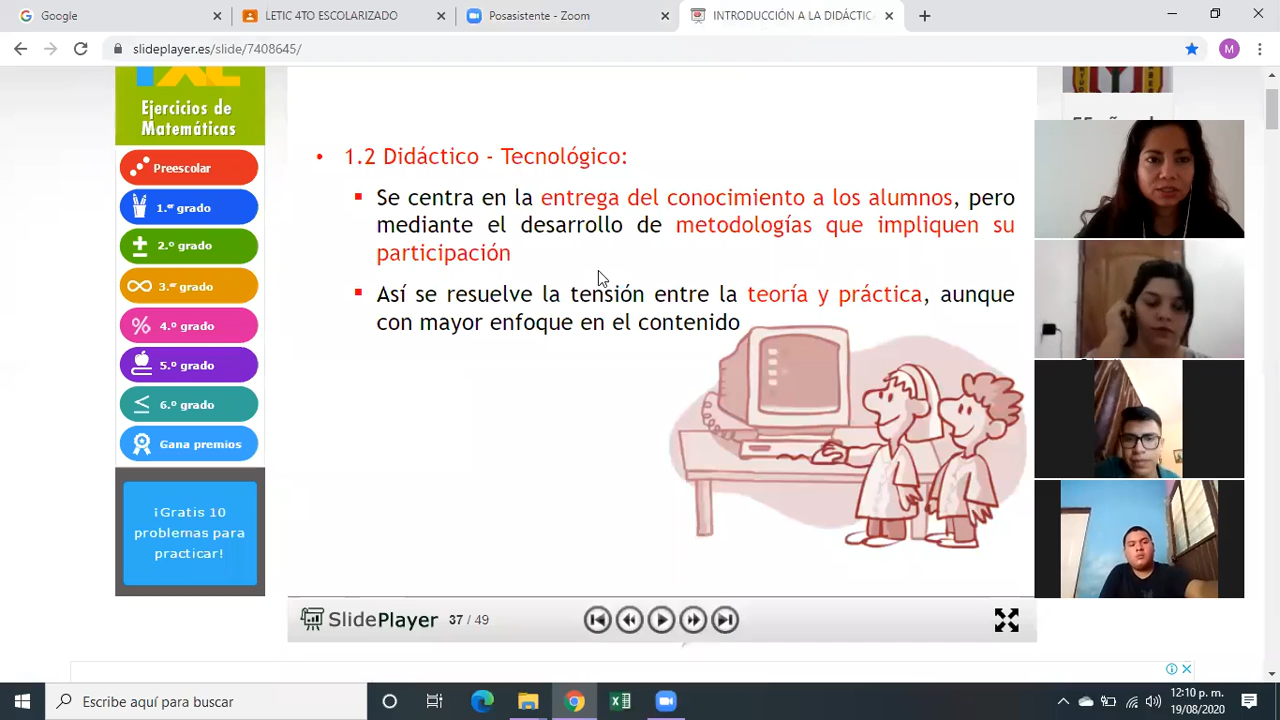 Google
LETIC 4TO ESCOLARIZADO
Posasistente - Zoom
INTRODUCCIÓN A LA DIDÁCTIC
slideplayer.es/slide/7408645/
M
Ejercicios de
Matemáticas
Preescolar
1.er grado
2.º grado
3.er grado
4.º grado
5.º grado
6.º grado
Gana premios
¡Gratis 10
problemas para
practicar!
• 1.2 Didáctico - Tecnológico:
Se centra en la entrega del conocimiento a los alumnos, pero
mediante el desarrollo de metodologías que impliquen su
participación
Así se resuelve la tensión entre la teoría y práctica, aunque
con mayor enfoque en el contenido
SlidePlayer 37 / 49
Escribe aquí para buscar
12:10 p. m.
19/08/2020